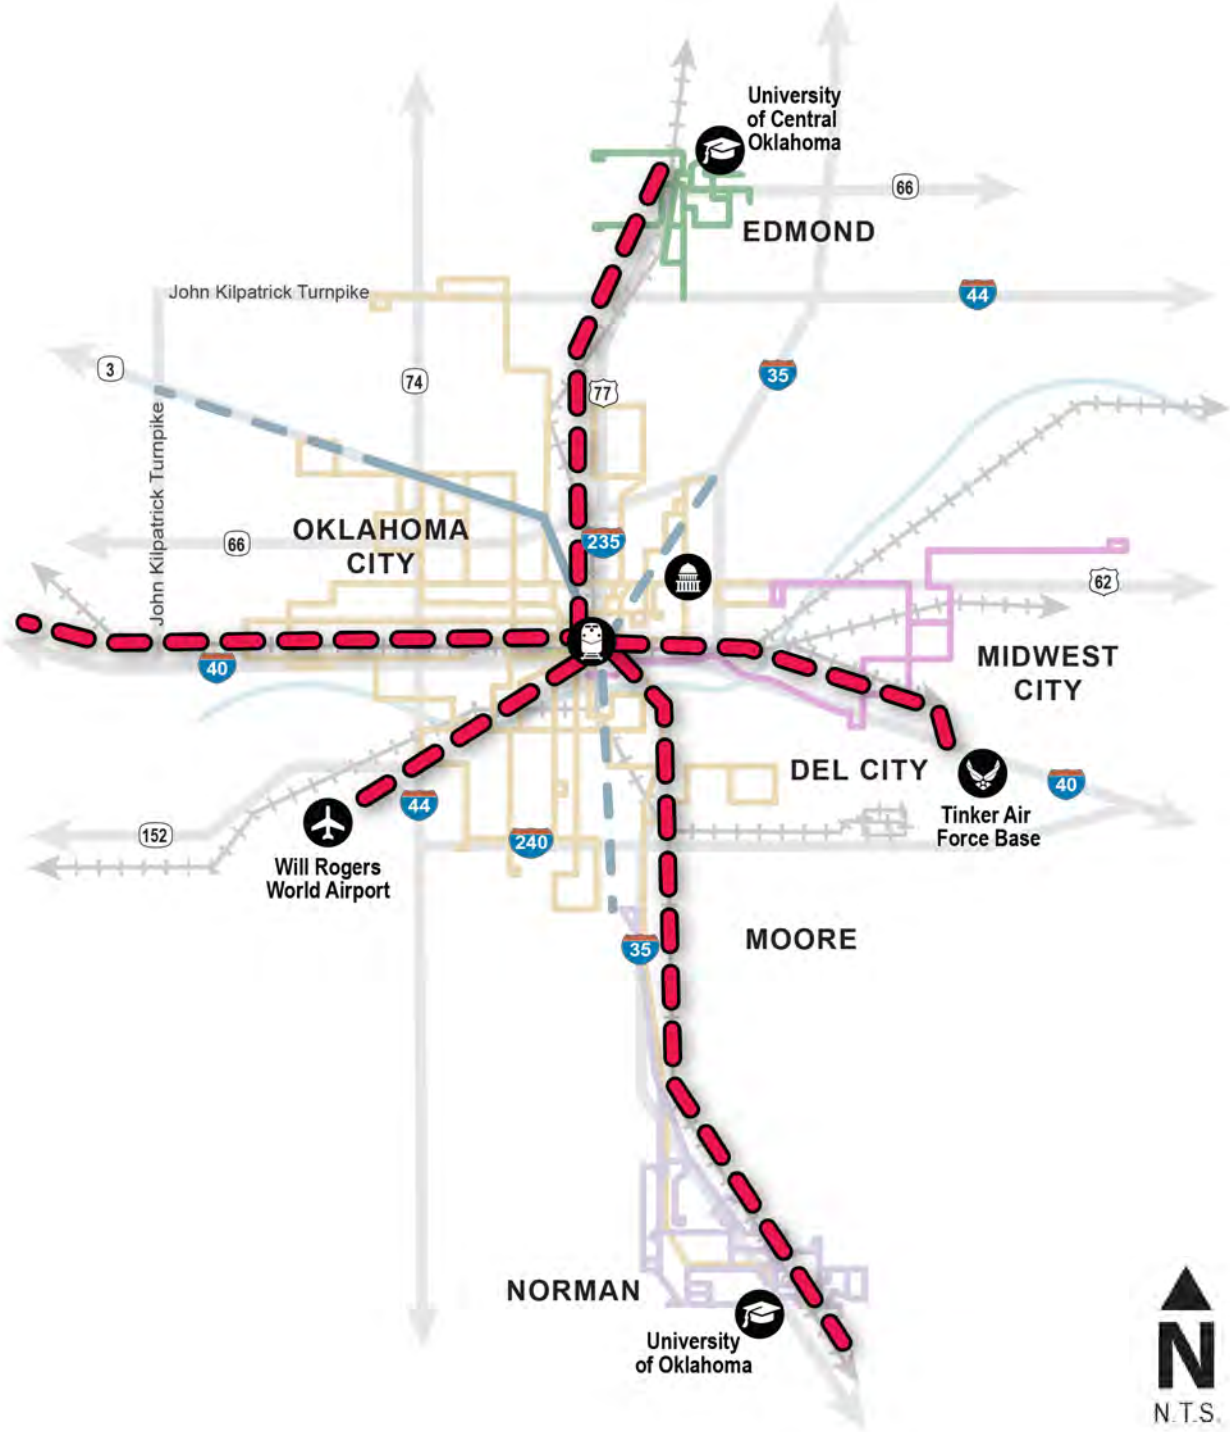 University
of Central
Oklahoma
66
EDMOND
John Kilpatrick Turnpike
44
3
74
77
35
John Kilpatrick Turnpike
OKLAHOMA
CITY
66
235
62
40
MIDWEST
CITY
DEL CITY
40
44
Tinker Air
Force Base
152
240
Will Rogers
World Airport
35
MOORE
NORMAN
University
of Oklahoma
N
N.T.S.